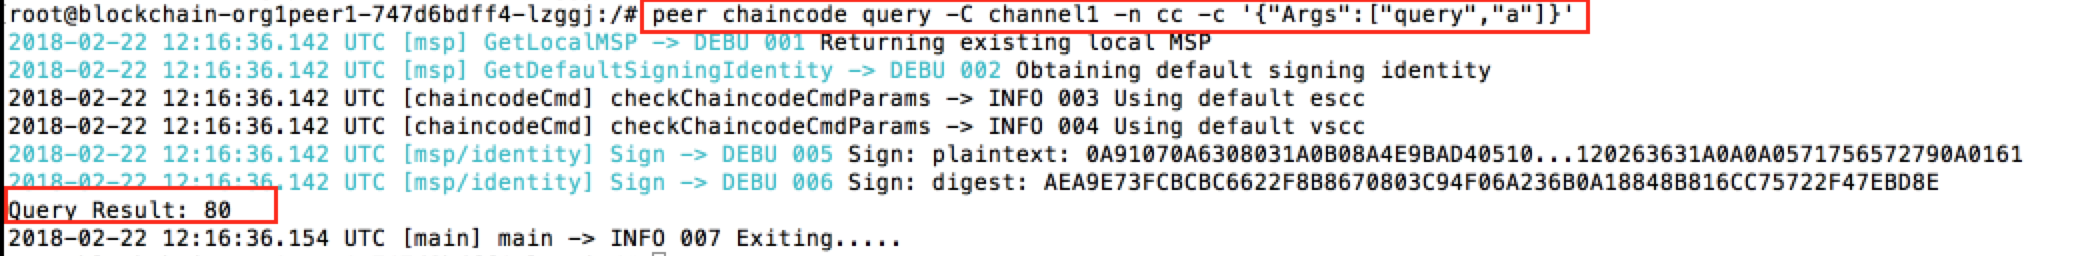 root@blockchain-org1peer1-747d6bdff4-lzggj:/# peer chaincode query -C channel1 -n cc -c '{"Args":["query","a"]}'
2018-02-22 12:16:36.142 UTC [msp] GetLocalMSP -> DEBU 001 Returning existing local MSP
2018-02-22 12:16:36.142 UTC [msp] GetDefaultSigningIdentity -> DEBU 002 Obtaining default signing identity
2018-02-22 12:16:36.142 UTC [chaincodeCmd] checkChaincodeCmdParams -> INFO 003 Using default escc
2018-02-22 12:16:36.142 UTC [chaincodeCmd] checkChaincodeCmdParams -> INFO 004 Using default vscc
2018-02-22 12:16:36.142 UTC [msp/identity] Sign -> DEBU 005 Sign: plaintext: 0A91070A6308031A0B08A4E9BAD40510...120263631A0A0A0571756572790A0161
2018-02-22 12:16:36.142 UTC [msp/identity] Sign -> DEBU 006 Sign: digest: AEA9E73FCBCBC6622F8B8670803C94F06A236B0A18848B816CC75722F47EBD8E
Query Result: 80
2018-02-22 12:16:36.154 UTC [main] main -> INFO 007 Exiting.....